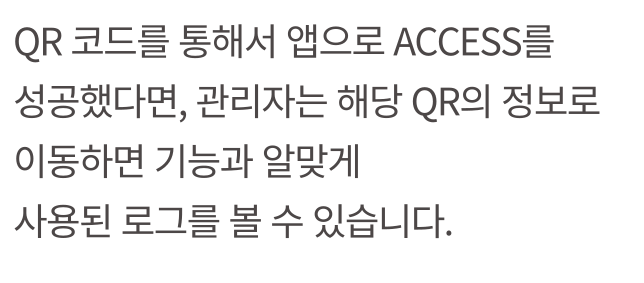 QR 코드를 통해서 앱으로 ACCESS를
성공했다면, 관리자는 해당 QR의 정보로
이동하면 기능과 알맞게
사용된 로그를 볼 수 있습니다.